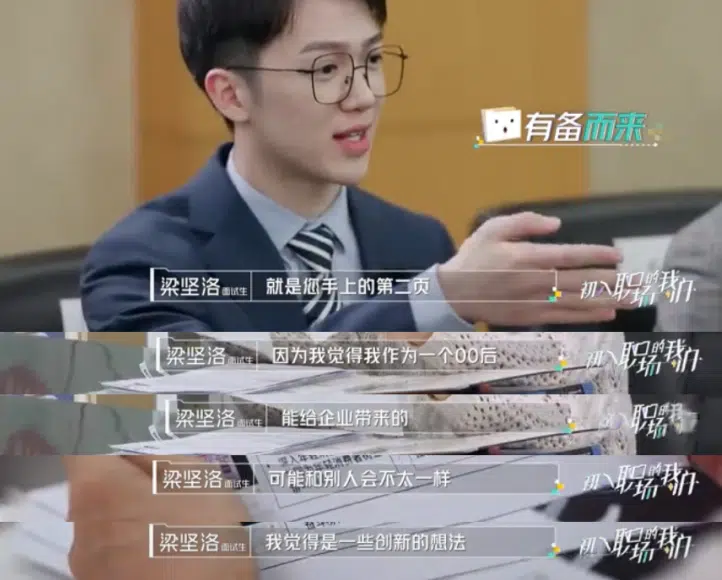 有备而来
梁坚洛 面试生 就是您手上的第二页
初入职场的我们
梁坚洛 面试生 因为我觉得我作为一个00后
初入职场的我们
梁坚洛 面试生 能给企业带来的
职场的我
梁坚洛 面试生 可能和别人会不太一样
初入职场的我们
梁坚洛 面试生 我觉得是一些创新的想法
初入职场的我们